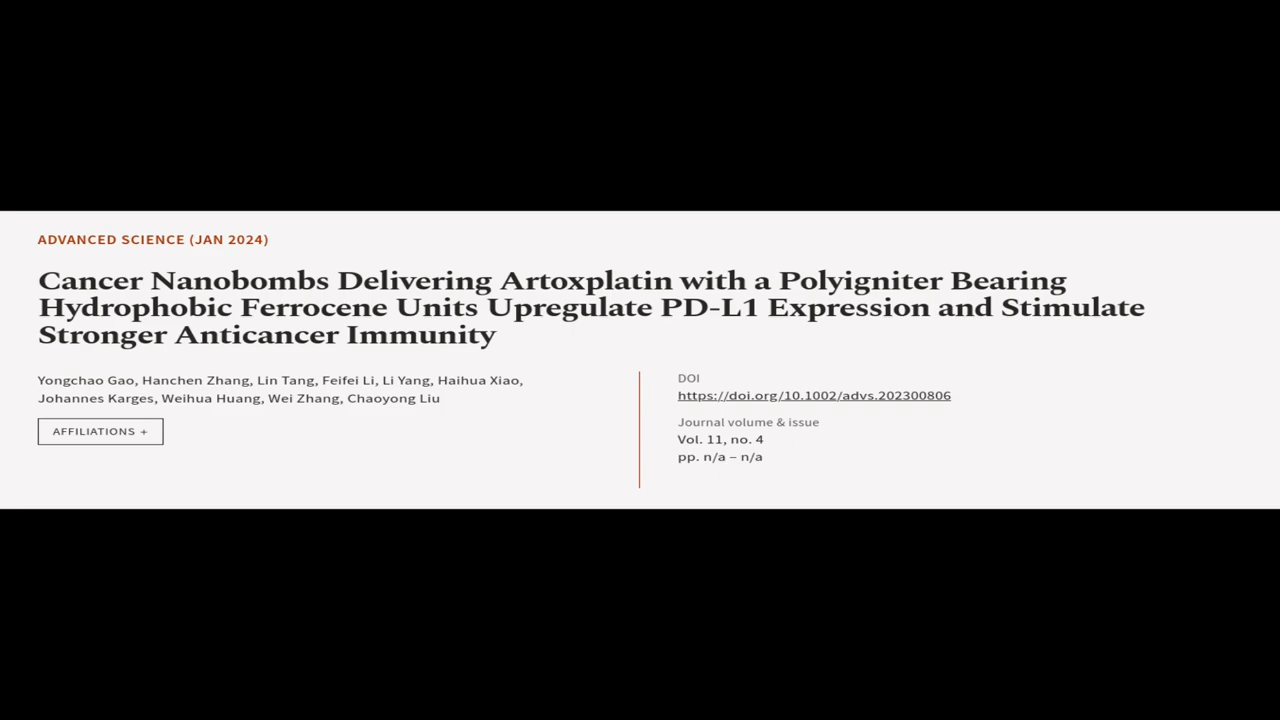 ADVANCED SCIENCE (JAN 2024)
Cancer Nanobombs Delivering Artoxplatin with a Polyigniter Bearing
Hydrophobic Ferrocene Units Upregulate PD-L1 Expression and Stimulate
Stronger Anticancer Immunity
Yongchao Gao, Hanchen Zhang, Lin Tang, Feifei Li, Li Yang, Haihua Xiao,
Johannes Karges, Weihua Huang, Wei Zhang, Chaoyong Liu
AFFILIATIONS +
DOI
https://doi.org/10.1002/advs.202300806
Journal volume & issue
Vol. 11, no. 4
pp. n/a – n/a